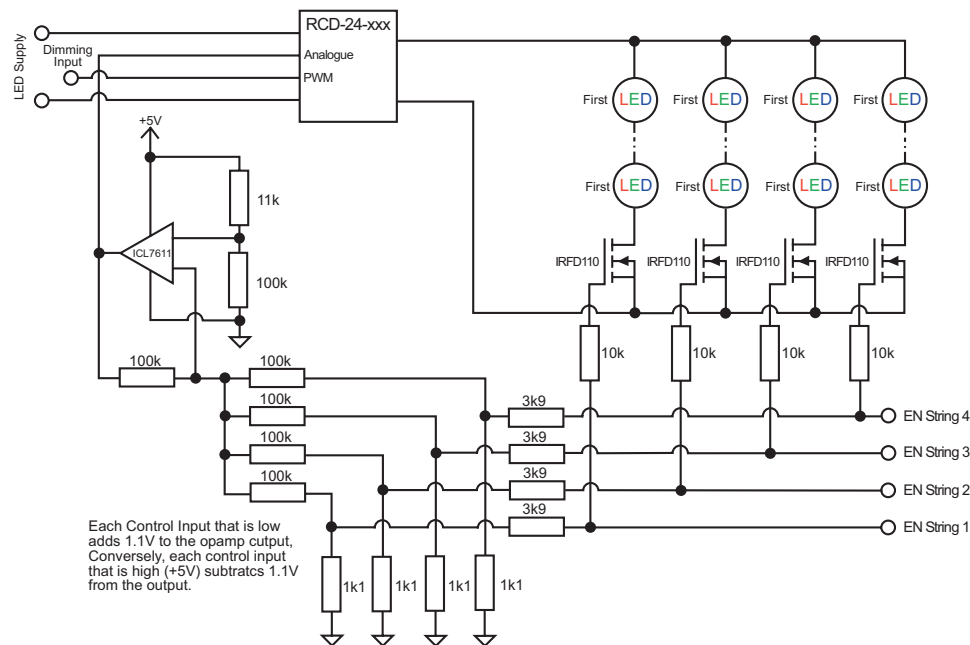 RCD-24-xxx
LED Supply
Dimming
Input
Analogue
PWM
First LED First LED First LED First LED
First LED First LED First LED First LED
+5V
11k
ICL7611
100k
IRFD110 IRFD110 IRFD110 IRFD110
10k 10k 10k 10k
100k 100k
100k
100k
100k
3k9 EN String 4
3k9 EN String 3
3k9 EN String 2
3k9 EN String 1
Each Control Input that is low
adds 1.1V to the opamp cutput,
Conversely, each control input
that is high (+5V) subtratcs 1.1V
from the output.
1k1 1k1 1k1 1k1